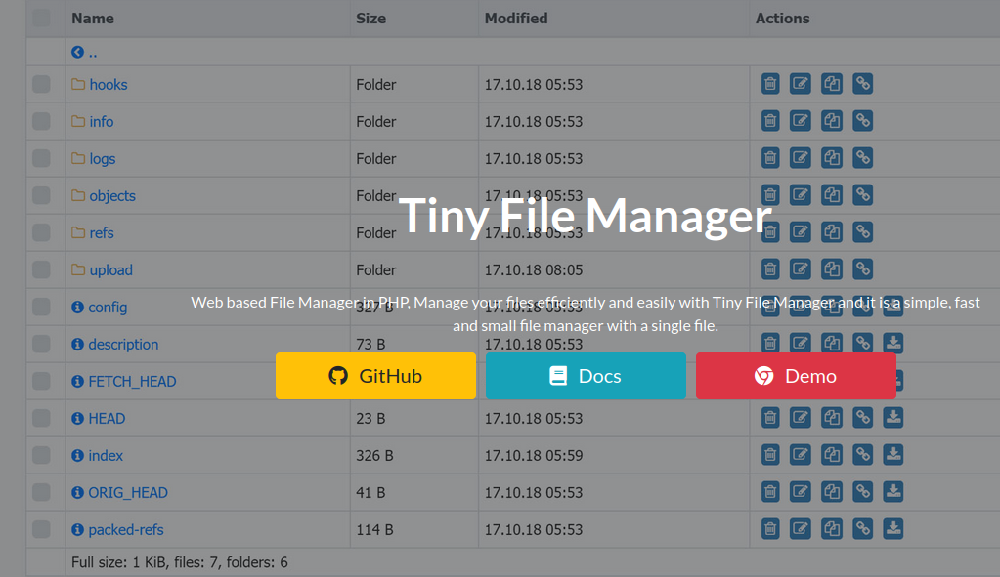 Name Size Modified Actions
..
hooks Folder 17.10.18 05:53
info Folder 17.10.18 05:53
logs Folder 17.10.18 05:53
objects Folder 17.10.18 05:53
Tiny File Manager
refs Folder 17.10.18 05:53
upload Folder 17.10.18 08:05
Web based File Manager in PHP, Manage your files efficiently and easily with Tiny File Manager and it is a simple, fast
config 327 B 17.10.18 05:53
and small file manager with a single file.
description 73 B 17.10.18 05:53
GitHub Docs Demo
FETCH_HEAD
HEAD 23 B 17.10.18 05:53
index 326 B 17.10.18 05:59
ORIG_HEAD 41 B 17.10.18 05:53
packed-refs 114 B 17.10.18 05:53
Full size: 1 KiB, files: 7, folders: 6